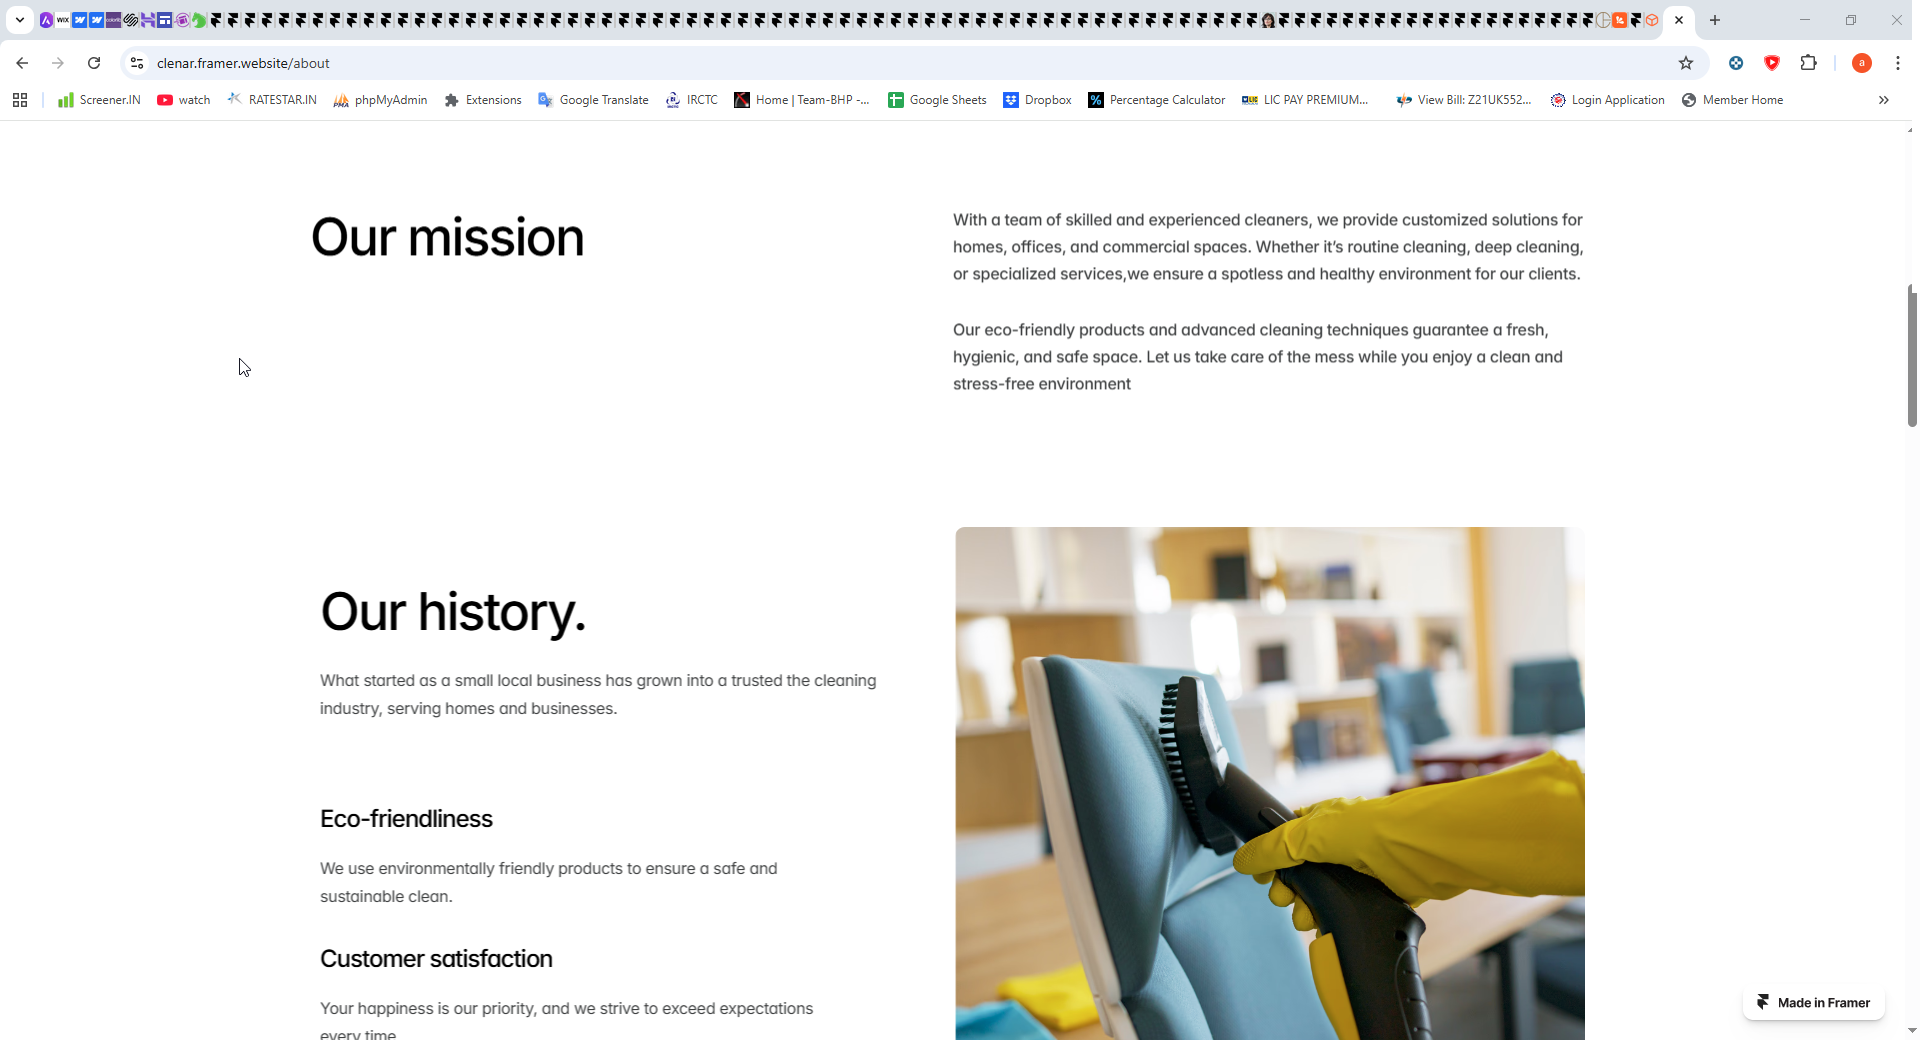 clenar.framer.website/about
Screener.IN
watch
RATESTAR.IN
phpMyAdmin
Extensions
Google Translate
IRCTC
Home | Team-BHP -...
Google Sheets
Dropbox
Percentage Calculator
LIC PAY PREMIUM...
View Bill: Z21UK552...
Login Application
Member Home
Our mission
With a team of skilled and experienced cleaners, we provide customized solutions for
homes, offices, and commercial spaces. Whether it’s routine cleaning, deep cleaning,
or specialized services,we ensure a spotless and healthy environment for our clients.
Our eco-friendly products and advanced cleaning techniques guarantee a fresh,
hygienic, and safe space. Let us take care of the mess while you enjoy a clean and
stress-free environment
Our history.
What started as a small local business has grown into a trusted the cleaning
industry, serving homes and businesses.
Eco-friendliness
We use environmentally friendly products to ensure a safe and
sustainable clean.
Customer satisfaction
Your happiness is our priority, and we strive to exceed expectations
every time
Made in Framer